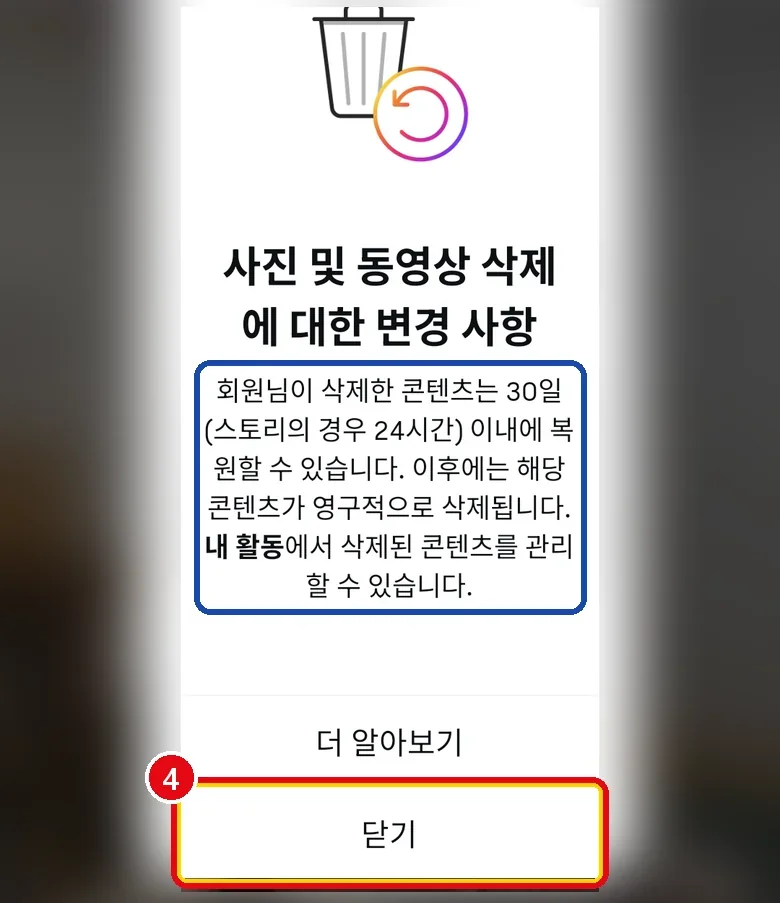 사진 및 동영상 삭제
에 대한 변경 사항
회원님이 삭제한 콘텐츠는 30일
(스토리의 경우 24시간) 이내에 복
원할 수 있습니다. 이후에는 해당
콘텐츠가 영구적으로 삭제됩니다.
내 활동에서 삭제된 콘텐츠를 관리
할 수 있습니다.
더 알아보기
4
닫기